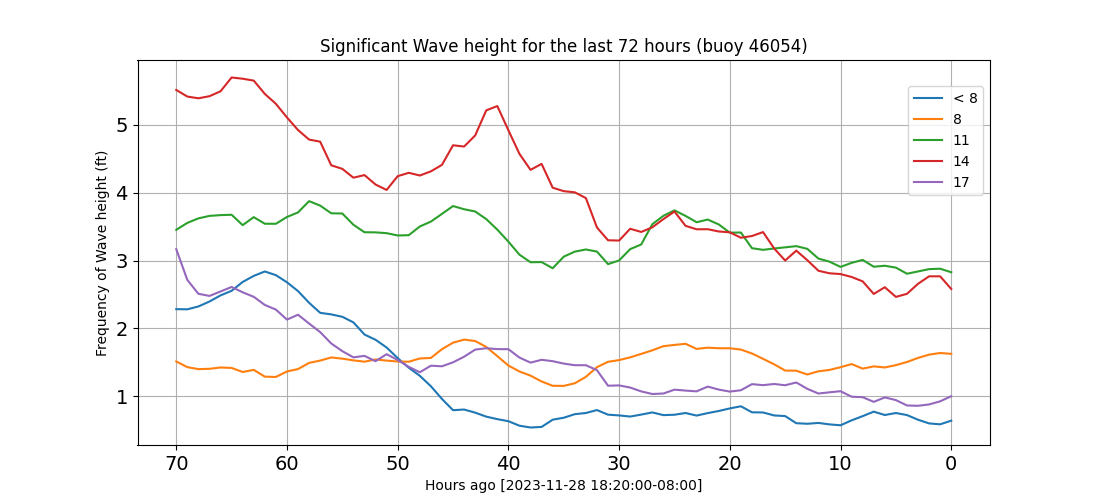 Significant Wave height for the last 72 hours (buoy 46054)
Frequency of Wave height (ft)
5
4
3
2
1
< 8
8
11
14
17
70 60 50 40 30 20 10 0
Hours ago [2023-11-28 18:20:00-08:00]